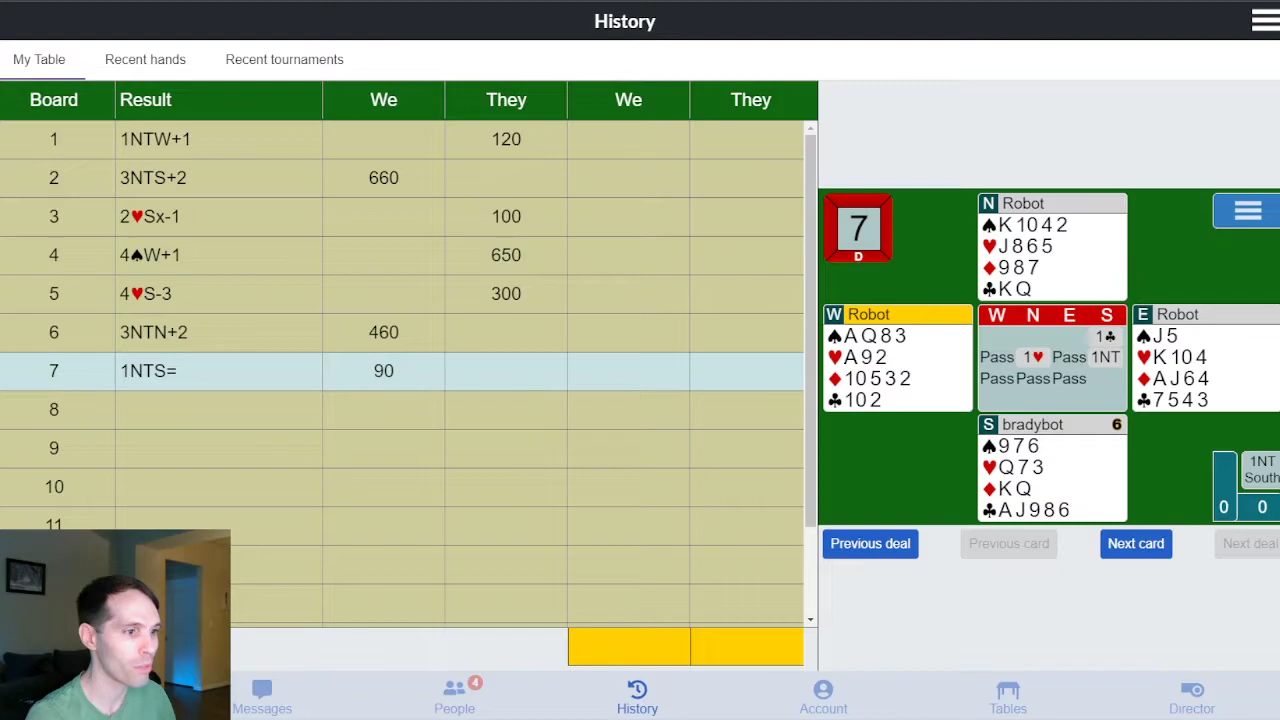 History
My Table
Recent hands
Recent tournaments
Board Result We They We They
1 1NTW+1 120
2 3NTS+2 660
3 2♥Sx-1 100
4 4♠W+1 650
5 4♥S-3 300
6 3NTN+2 460
7 1NTS= 90
8
9
10
11
7
D
N Robot
♠K 10 4 2
♥J 8 6 5
♦9 8 7
♣K Q
W Robot
♠A Q 8 3
♥A 9 2
♦10 5 3 2
♣10 2
W N E S
1♣
Pass 1♥ Pass 1NT
Pass Pass Pass
E Robot
♠J 5
♥K 10 4
♦A J 6 4
♣7 5 4 3
S bradybot 6
♠9 7 6
♥Q 7 3
♦K Q
♣A J 9 8 6
1NT
South
0 0
Previous deal
Previous card
Next card
Next deal
Messages
People 4
History
Account
Tables
Director